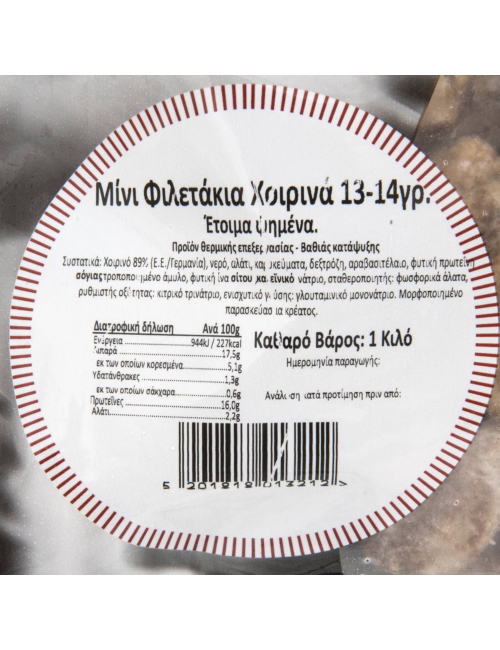 Μίνι Φιλετάκια Χοιρινά 13-14γρ.
Έτοιμα ψημένα.
Προϊόν θερμικής επεξεργασίας - Βαθιάς κατάψυξης
Συστατικά: Χοιρινό 89% (Ε.Ε./Γερμανία), νερό, αλάτι, καρυκεύματα, δεξτρόζη, αραβοσιτέλαιο, φυτική πρωτεΐνη
σόγιας, τροποποιημένο άμυλο, φυτική ίνα σίτου και εϊνικό νάτριο, σταθεροποιητής: φωσφορικά άλατα,
ρυθμιστής οξύτητας: κιτρικό τρινάτριο, ενισχυτικό γεύσης: γλουταμινικό μονονάτριο. Μορφοποιημένο
παρασκεύασμα κρέατος.
Διατροφική δήλωση Ανά 100g
Ενέργεια 944kJ / 227kcal
Λιπαρά 17,5g
εκ των οποίων κορεσμένα 5,1g
Υδατάνθρακες 1,3g
εκ των οποίων σάκχαρα 0,6g
Πρωτεΐνες 16,0g
Αλάτι 2,2g
Καθαρό Βάρος: 1 Κιλό
Ημερομηνία παραγωγής:
Ανάλωση κατά προτίμηση πριν από:
5 201818 013212 >